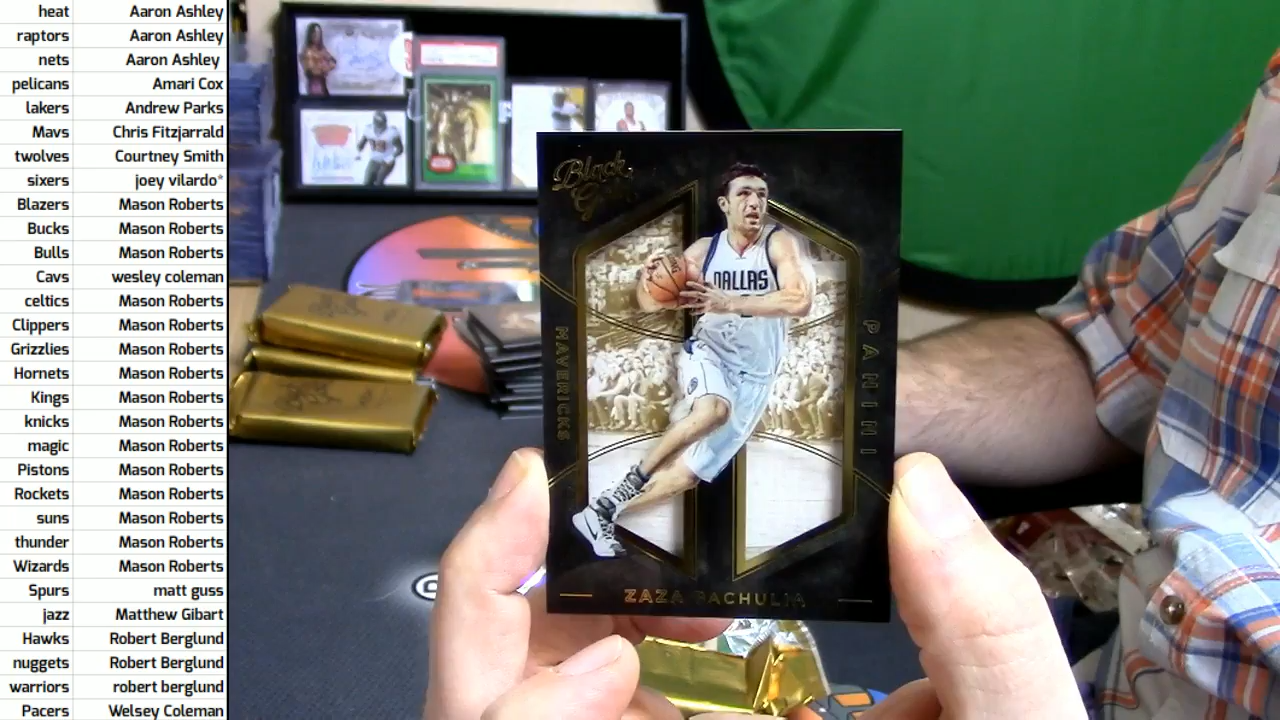 heat Aaron Ashley
raptors Aaron Ashley
nets Aaron Ashley
pelicans Amari Cox
lakers Andrew Parks
Mavs Chris Fitzjarrald
twolves Courtney Smith
sixers joey vilardo*
Blazers Mason Roberts
Bucks Mason Roberts
Bulls Mason Roberts
Cavs wesley coleman
celtics Mason Roberts
Clippers Mason Roberts
Grizzlies Mason Roberts
Hornets Mason Roberts
Kings Mason Roberts
knicks Mason Roberts
magic Mason Roberts
Pistons Mason Roberts
Rockets Mason Roberts
suns Mason Roberts
thunder Mason Roberts
Wizards Mason Roberts
Spurs matt guss
jazz Matthew Gibart
Hawks Robert Berglund
nuggets Robert Berglund
warriors robert berglund
Pacers Welsey Coleman
Black
Gold
DALLAS
MAVERICKS
PANINI
ZAZA PACHULIA